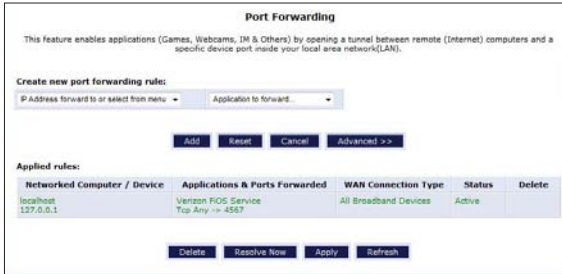 Port Forwarding
This feature enables applications (Games, Webcams, IM & Others) by opening a tunnel between remote (Internet) computers and a
specific device port inside your local area network(LAN).
Create new port forwarding rule:
IP Address forward to or select from menu Application to forward...
Add Reset Cancel Advanced >>
Applied rules:
Networked Computer / Device Applications & Ports Forwarded WAN Connection Type Status Delete
localhost Verizon FiOS Service All Broadband Devices Active
127.0.0.1 Tcp Any -> 4567
Delete Resolve Now Apply Refresh